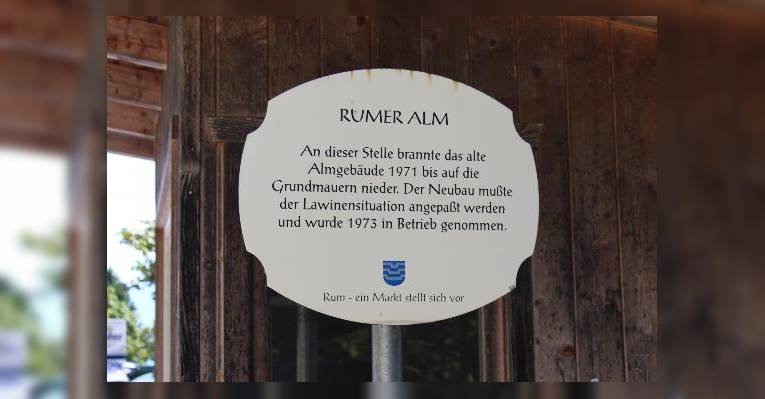 RUMER ALM
An dieser Stelle brannte das alte
Almgebäude 1971 bis auf die
Grundmauern nieder. Der Neubau mußte
der Lawinensituation angepaßt werden
und wurde 1973 in Betrieb genommen.
Rum - ein Markt stellt sich vor